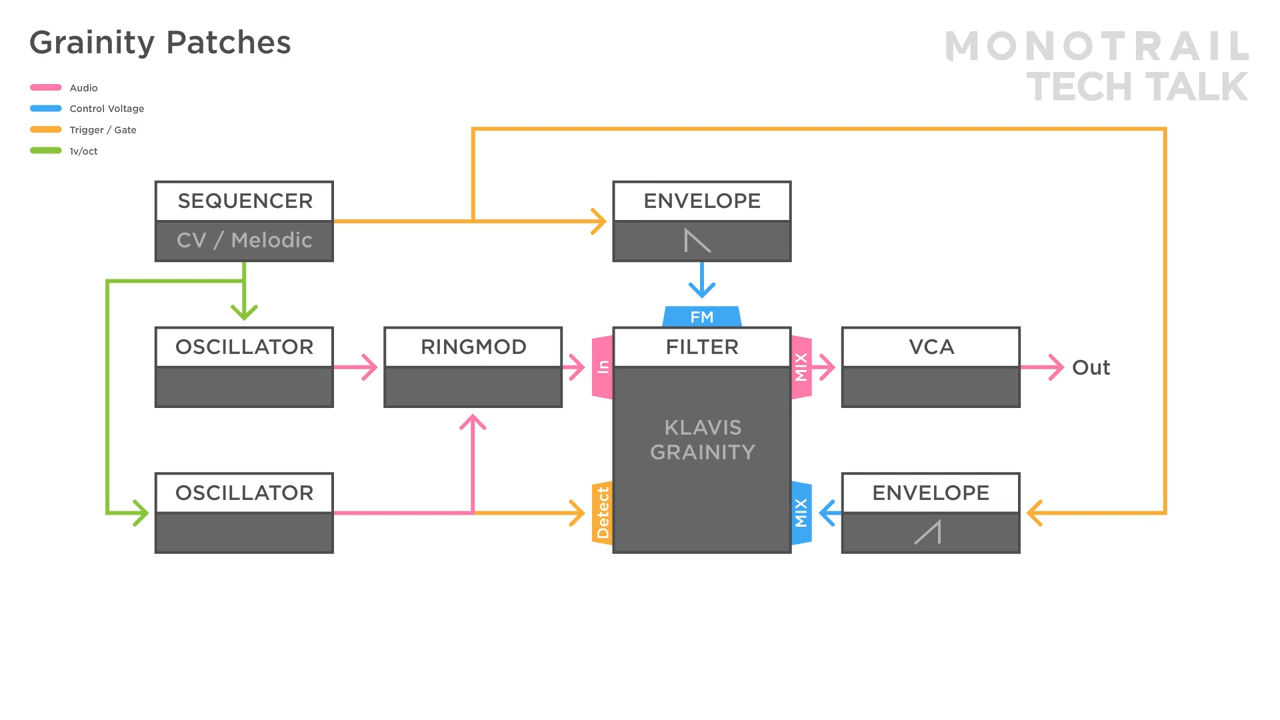 Grainity Patches
MONOTRAIL
TECH TALK
Audio
Control Voltage
Trigger / Gate
1v/oct
SEQUENCER
CV / Melodic
ENVELOPE
FM
OSCILLATOR
RINGMOD
In
FILTER
MIX
VCA
Out
KLAVIS
GRAINITY
OSCILLATOR
Detect
MIX
ENVELOPE